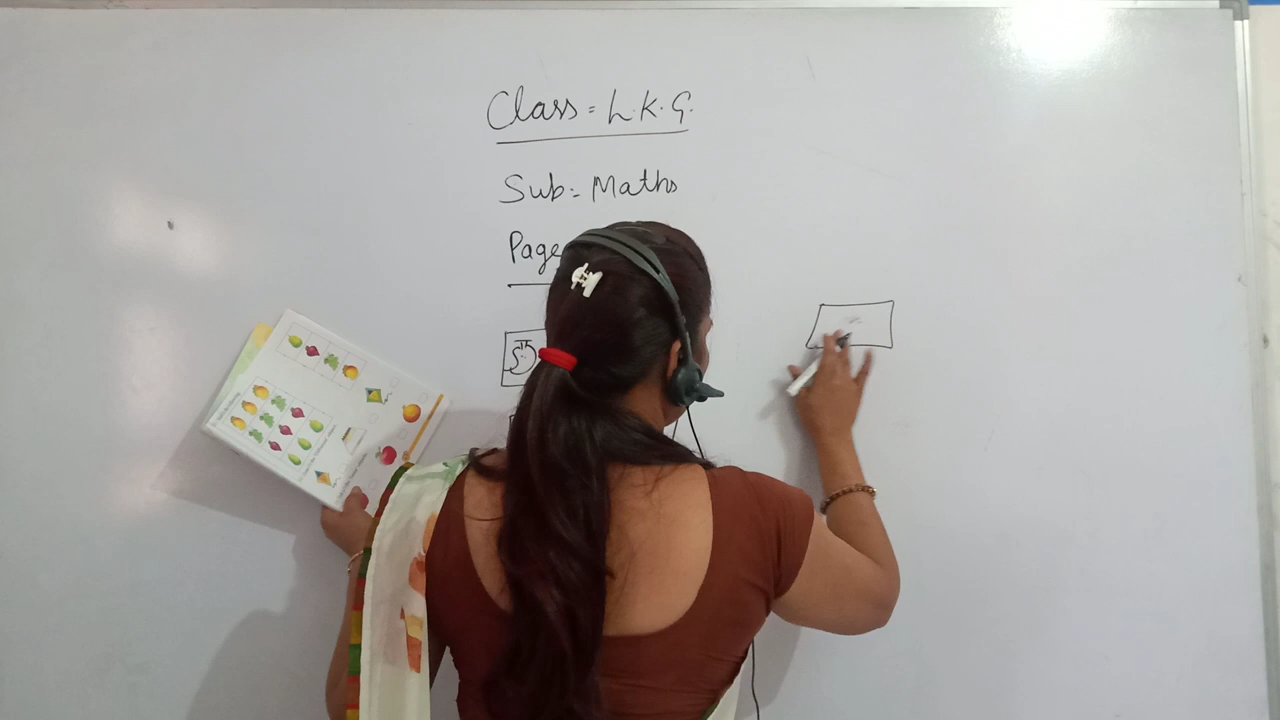 Class = L.K.G.
Sub:- Maths
Page